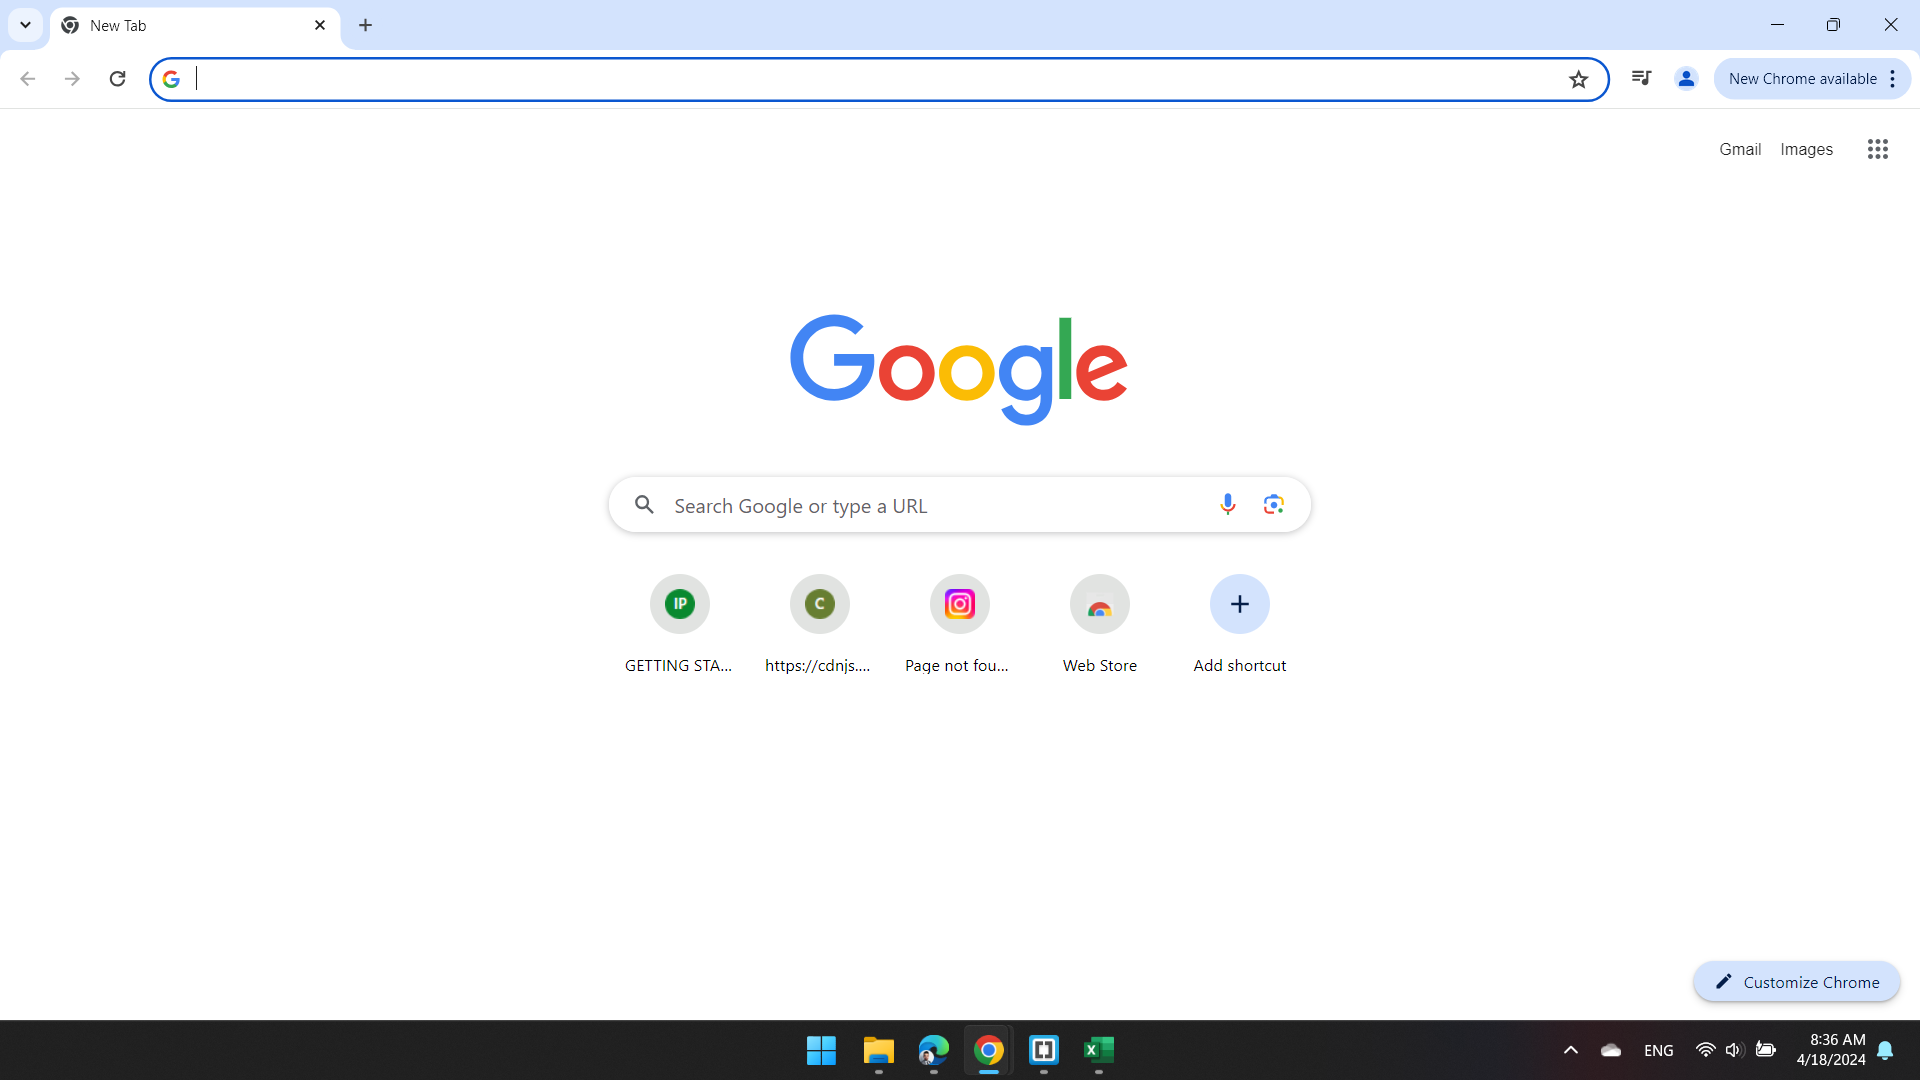 New Tab
New Chrome available
Gmail Images
Google
Search Google or type a URL
IP
C
GETTING STA...
https://cdnjs....
Page not fou...
Web Store
Add shortcut
Customize Chrome
ENG
8:36 AM
4/18/2024